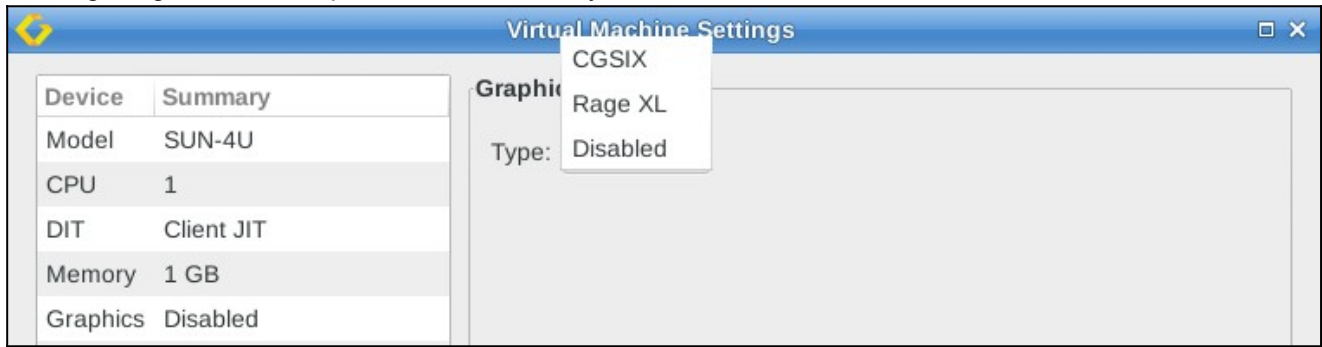 Virtual Machine Settings
Device Summary
Model SUN-4U
CPU 1
DIT Client JIT
Memory 1 GB
Graphics Disabled
Type:
CGSIX
Rage XL
Disabled